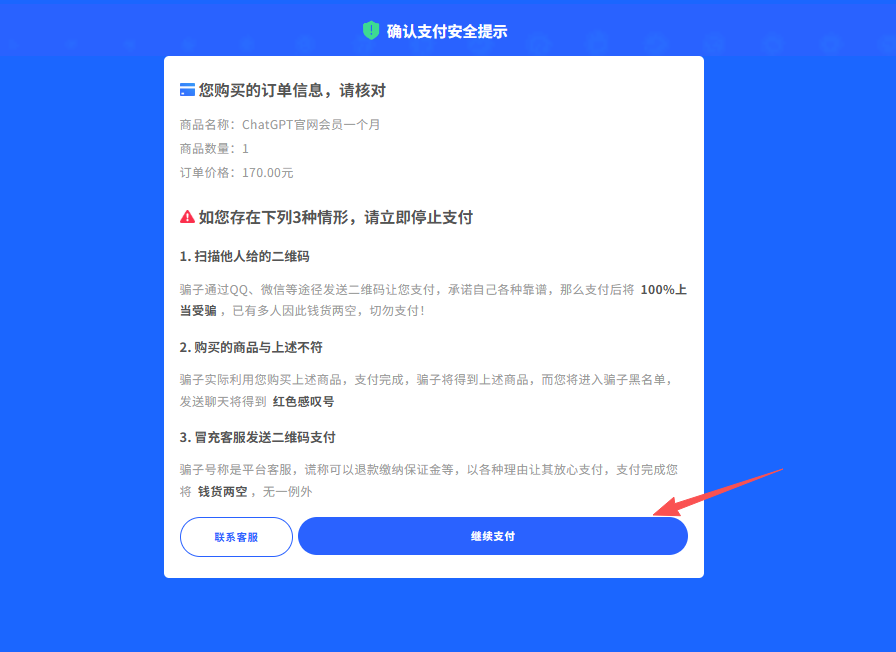 确认支付安全提示
您购买的订单信息，请核对
商品名称：ChatGPT官网会员一个月
商品数量：1
订单价格：170.00元
如您存在下列3种情形，请立即停止支付
1. 扫描他人给的二维码
骗子通过QQ、微信等途径发送二维码让您支付，承诺自己各种靠谱，那么支付后将 100%上
当受骗 ，已有多人因此钱货两空，切勿支付！
2. 购买的商品与上述不符
骗子实际利用您购买上述商品，支付完成，骗子将得到上述商品，而您将进入骗子黑名单，
发送聊天将得到 红色感叹号
3. 冒充客服发送二维码支付
骗子号称是平台客服，谎称可以退款缴纳保证金等，以各种理由让其放心支付，支付完成您
将 钱货两空 ，无一例外
联系客服
继续支付